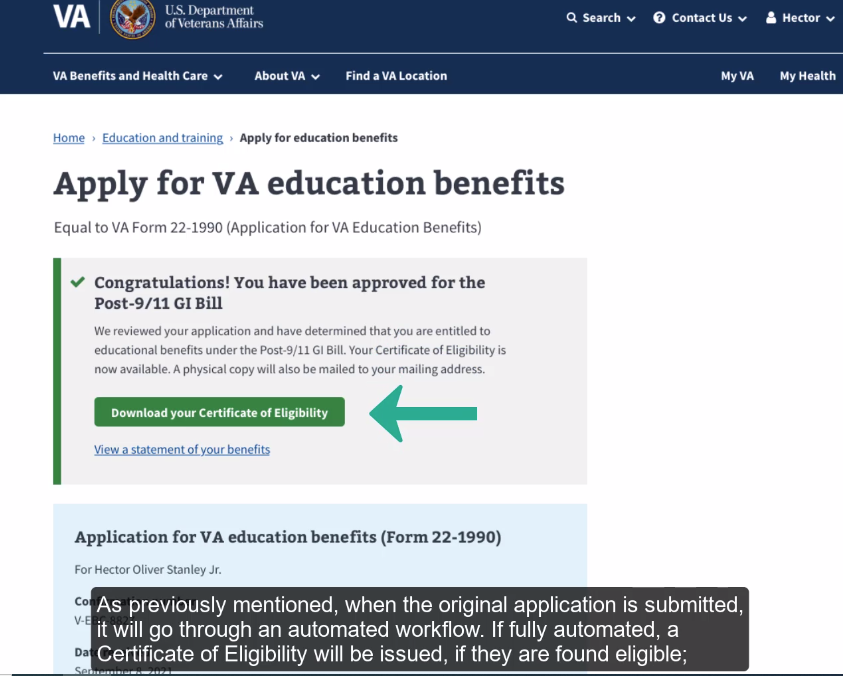 VA
U.S. Department
of Veterans Affairs
Search
Contact Us
Hector
VA Benefits and Health Care
About VA
Find a VA Location
My VA
My Health
Home › Education and training › Apply for education benefits
Apply for VA education benefits
Equal to VA Form 22-1990 (Application for VA Education Benefits)
Congratulations! You have been approved for the
Post-9/11 GI Bill
We reviewed your application and have determined that you are entitled to
educational benefits under the Post-9/11 GI Bill. Your Certificate of Eligibility is
now available. A physical copy will also be mailed to your mailing address.
Download your Certificate of Eligibility
View a statement of your benefits
Application for VA education benefits (Form 22-1990)
For Hector Oliver Stanley Jr.
As previously mentioned, when the original application is submitted,
it will go through an automated workflow. If fully automated, a
Certificate of Eligibility will be issued, if they are found eligible;
September 8, 2021